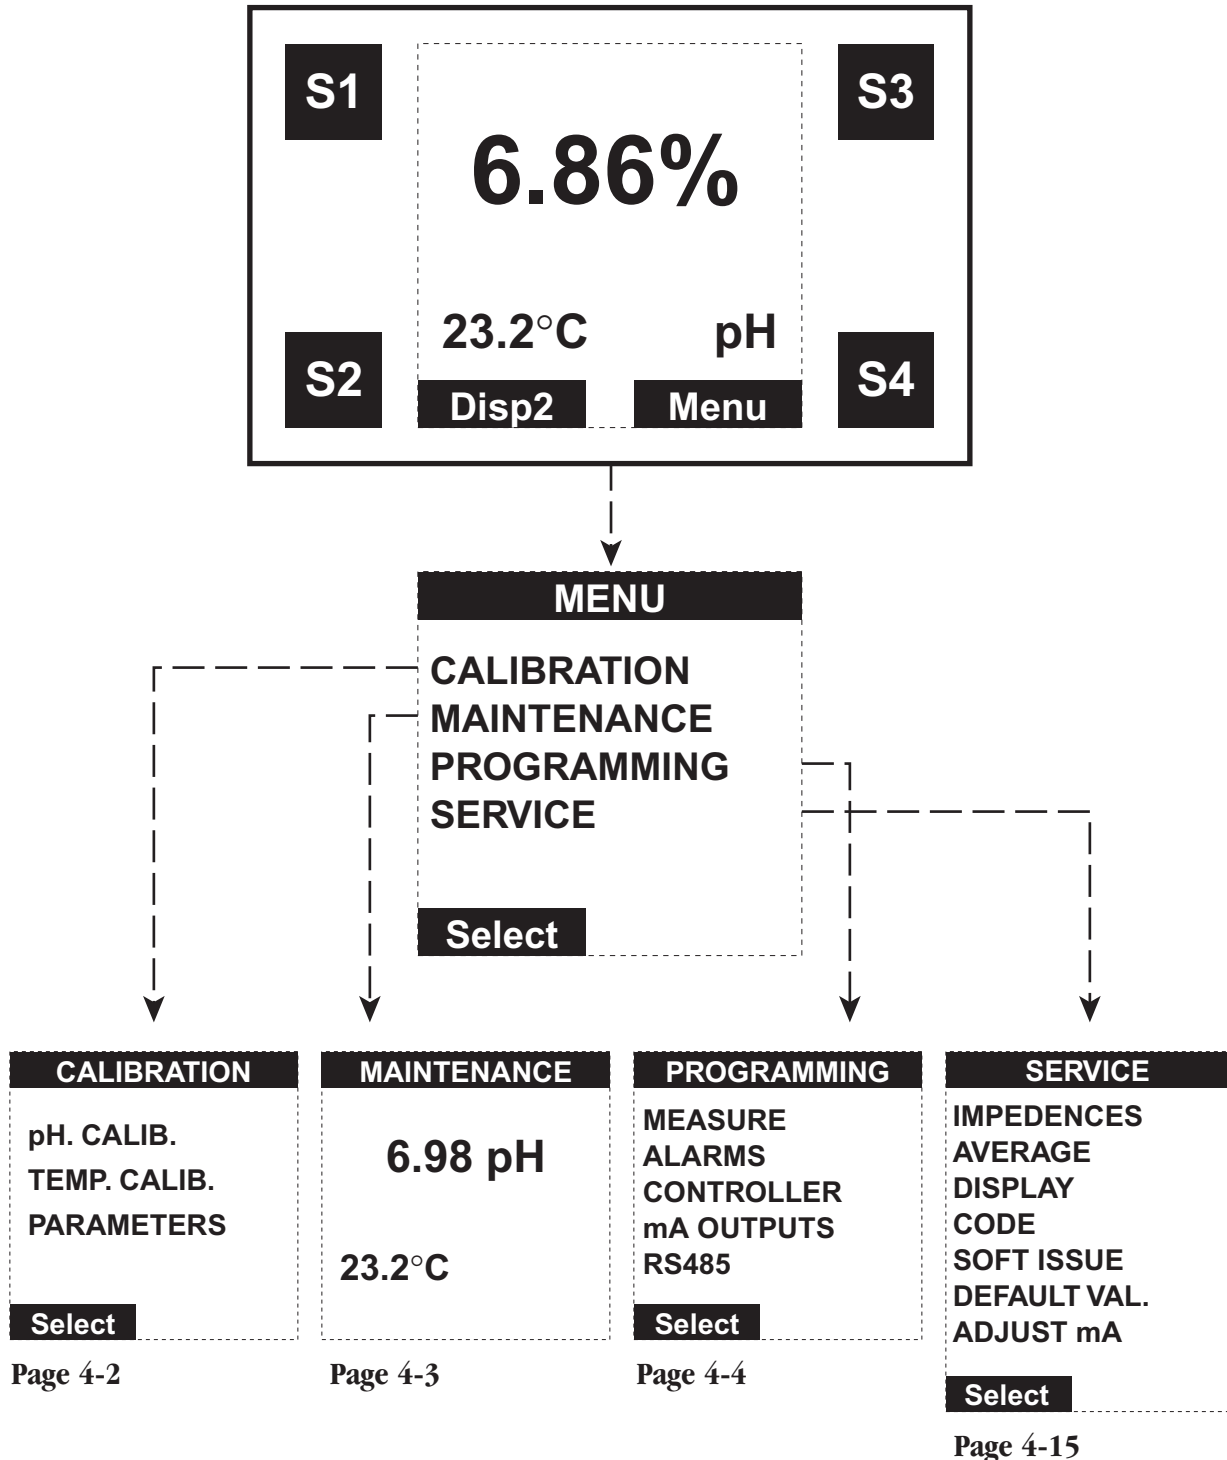 S1
S3
6.86%
23.2°C pH
S2
S4
Disp2 Menu
MENU
CALIBRATION
MAINTENANCE
PROGRAMMING
SERVICE
Select
CALIBRATION
pH. CALIB.
TEMP. CALIB.
PARAMETERS
Select
Page 4-2
MAINTENANCE
6.98 pH
23.2°C
Page 4-3
PROGRAMMING
MEASURE
ALARMS
CONTROLLER
mA OUTPUTS
RS485
Select
Page 4-4
SERVICE
IMPEDENCES
AVERAGE
DISPLAY
CODE
SOFT ISSUE
DEFAULT VAL.
ADJUST mA
Select
Page 4-15